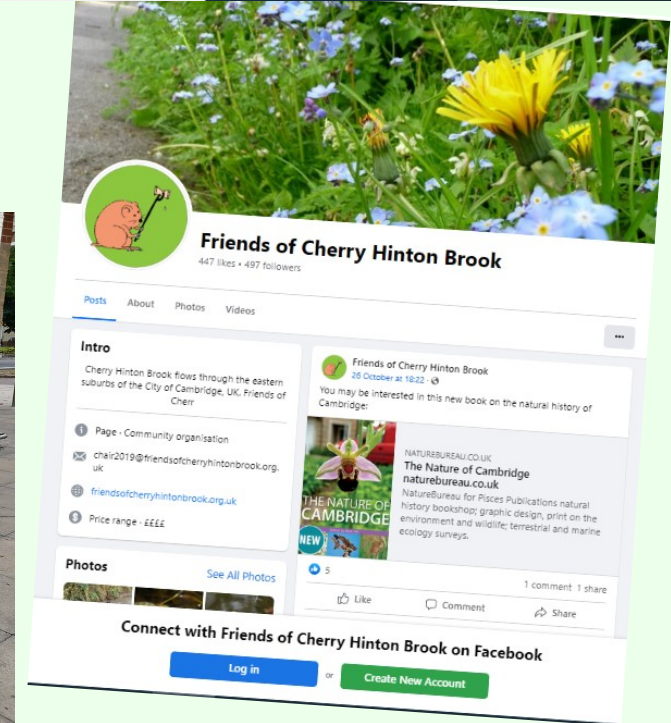 Friends of Cherry Hinton Brook
447 likes • 497 followers
Posts About Photos Videos
Intro
Cherry Hinton Brook flows through the eastern
suburbs of the City of Cambridge, UK. Friends of
Cherr
Page · Community organisation
chair2019@friendsofcherryhintonbrook.org.
uk
friendsofcherryhintonbrook.org.uk
Price range · ££££
Photos
See All Photos
Friends of Cherry Hinton Brook
26 October at 18:22 ·
You may be interested in this new book on the natural history of
Cambridge:
THE NATURE OF
CAMBRIDGE
NEW
NATUREBUREAU.CO.UK
The Nature of Cambridge
naturebureau.co.uk
NatureBureau for Pisces Publications natural
history bookshop; graphic design, print on the
environment and wildlife; terrestrial and marine
ecology surveys.
5
1 comment 1 share
Like Comment Share
Connect with Friends of Cherry Hinton Brook on Facebook
Log in or Create New Account